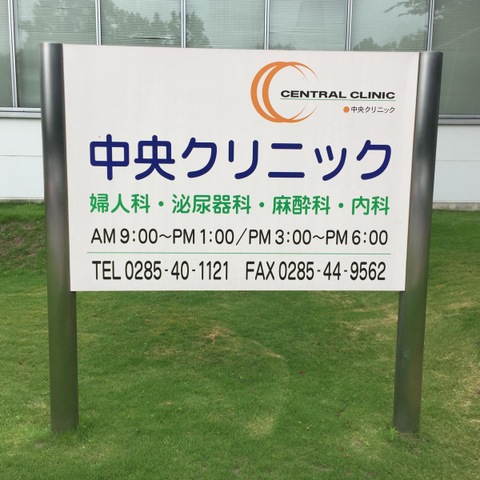 CENTRAL CLINIC
●中央クリニック
中央クリニック
婦人科・泌尿器科・麻酔科・内科
AM 9:00〜PM 1:00/PM 3:00〜PM 6:00
TEL 0285-40-1121 FAX 0285-44-9562